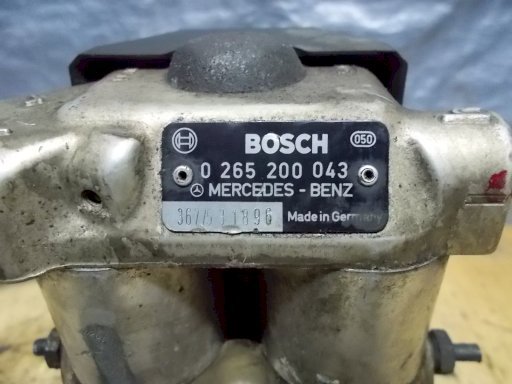 BOSCH 050
0 265 200 043
MERCEDES - BENZ
Made in Germany